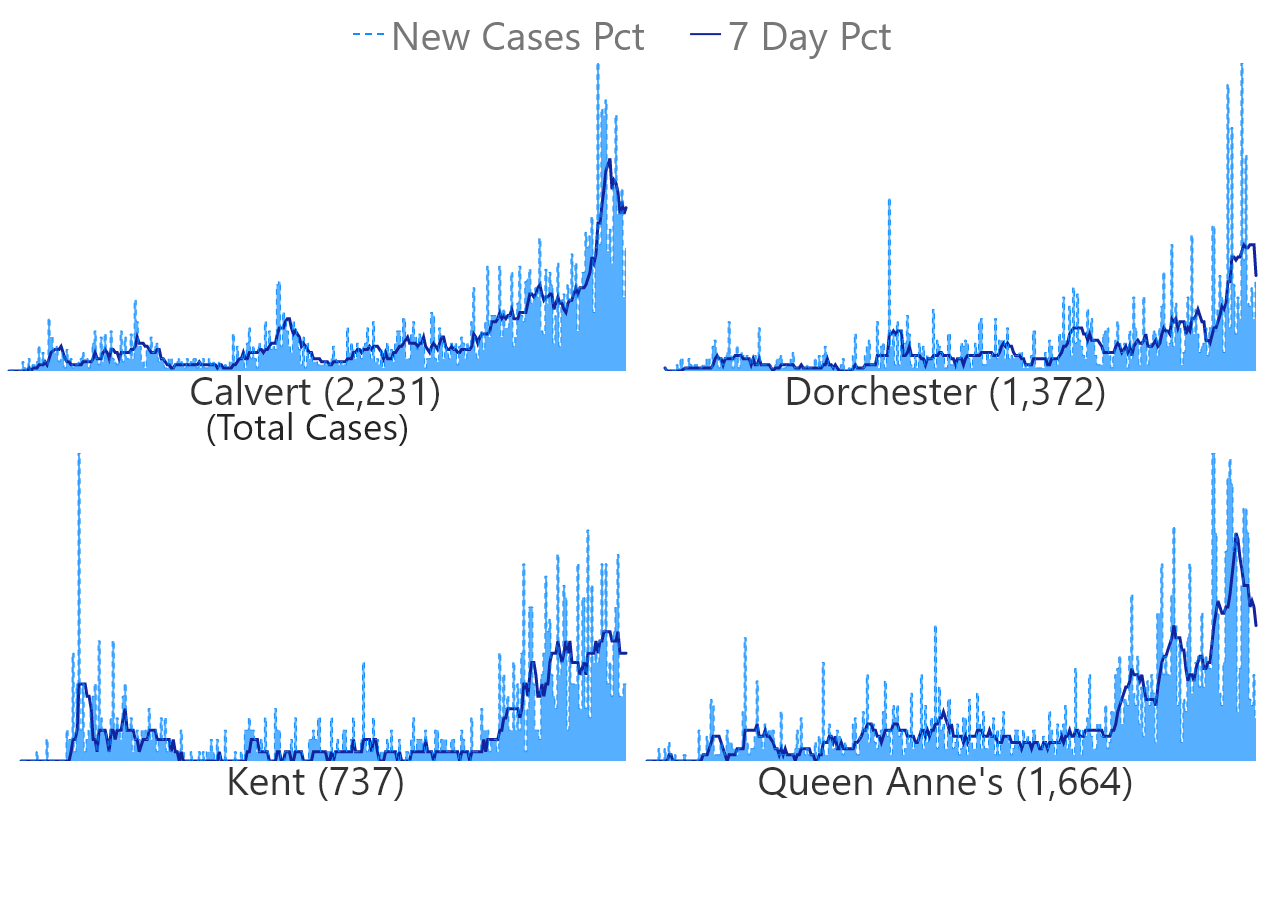 New Cases Pct 7 Day Pct
Calvert (2,231) Dorchester (1,372)
(Total Cases)
Kent (737) Queen Anne's (1,664)